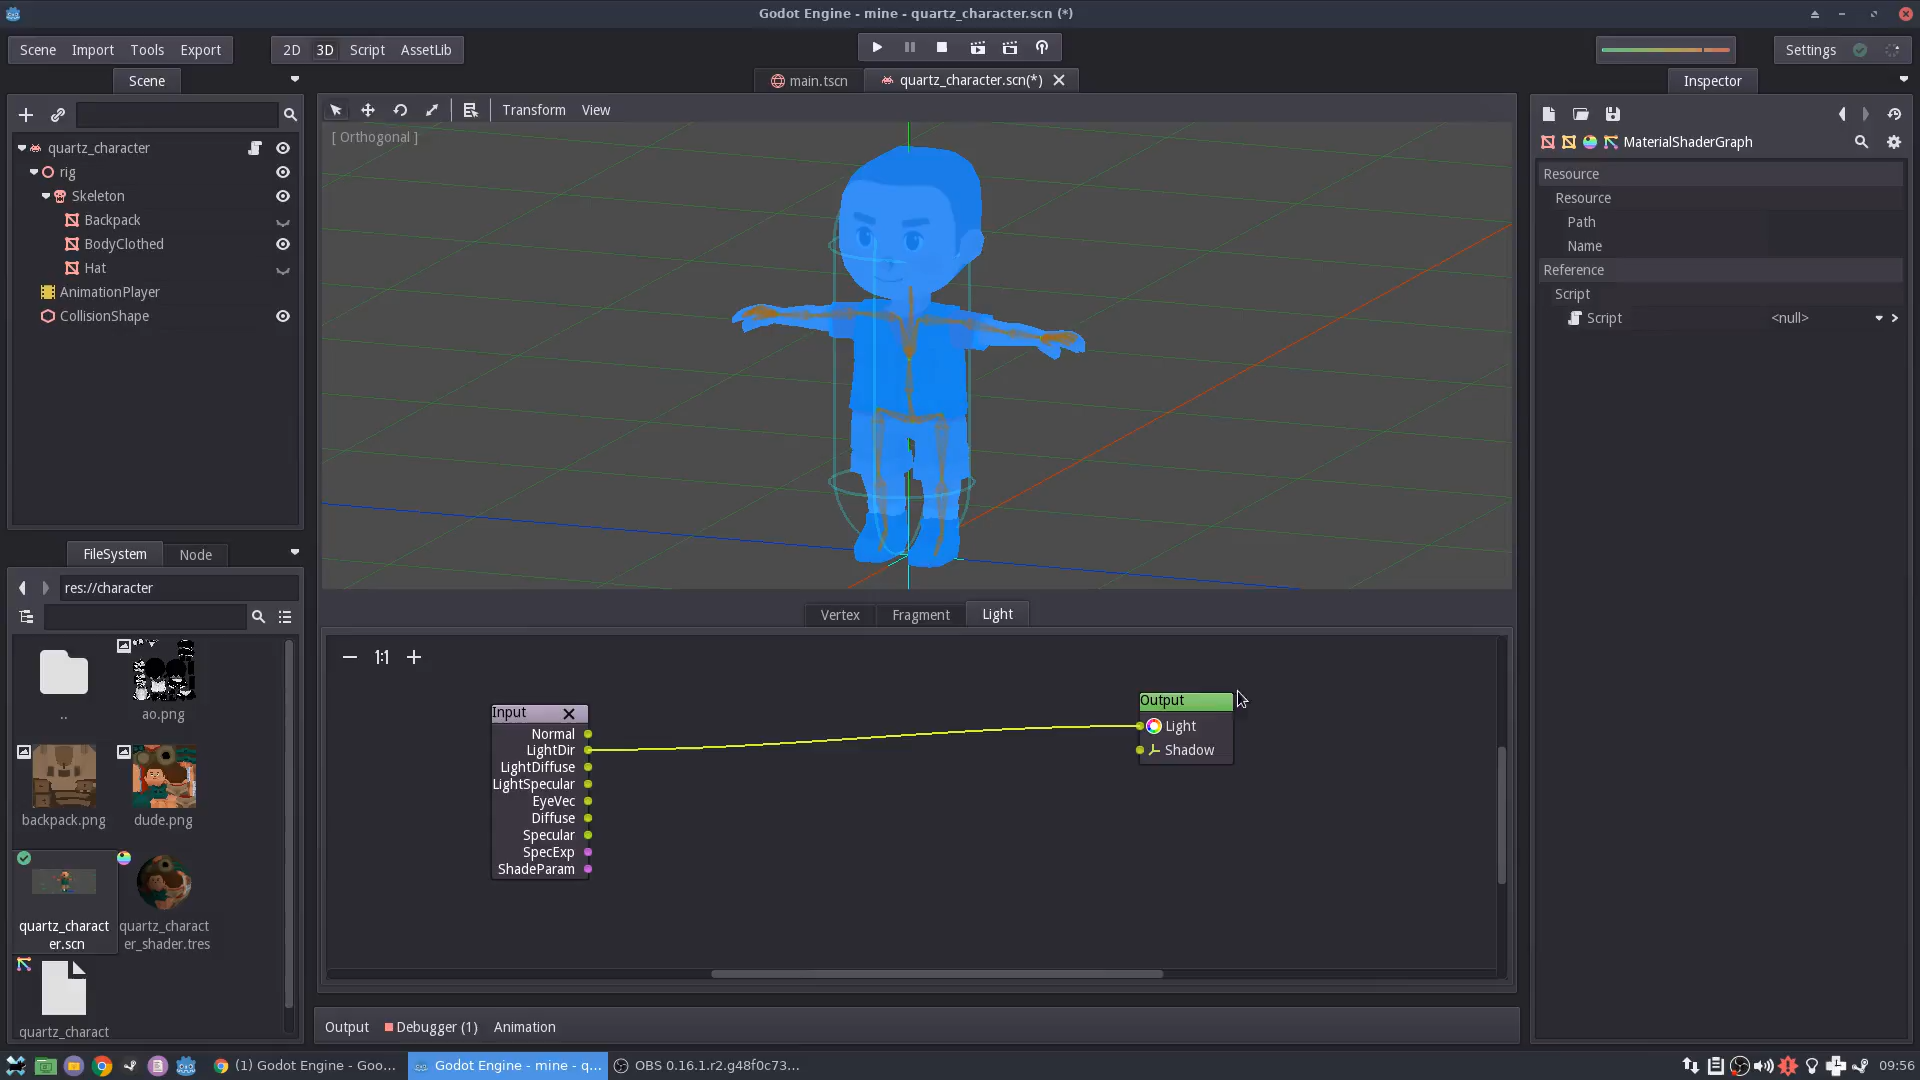 Godot Engine - mine - quartz_character.scn (*)
Scene Import Tools Export
2D 3D Script AssetLib
Settings
Scene
main.tscn
quartz_character.scn(*)
Inspector
Transform View
[ Orthogonal ]
quartz_character
rig
Skeleton
Backpack
BodyClothed
Hat
AnimationPlayer
CollisionShape
MaterialShaderGraph
Resource
Resource
Path
Name
Reference
Script
Script <null>
FileSystem Node
res://character
..
ao.png
backpack.png
dude.png
quartz_charact
er.scn
quartz_charact
er_shader.tres
quartz_charact
Vertex Fragment Light
1:1
Input
Normal
LightDir
LightDiffuse
LightSpecular
EyeVec
Diffuse
Specular
SpecExp
ShadeParam
Output
Light
Shadow
Output Debugger (1) Animation
(1) Godot Engine - Goo...
Godot Engine - mine - q...
OBS 0.16.1.r2.g48f0c73...
09:56